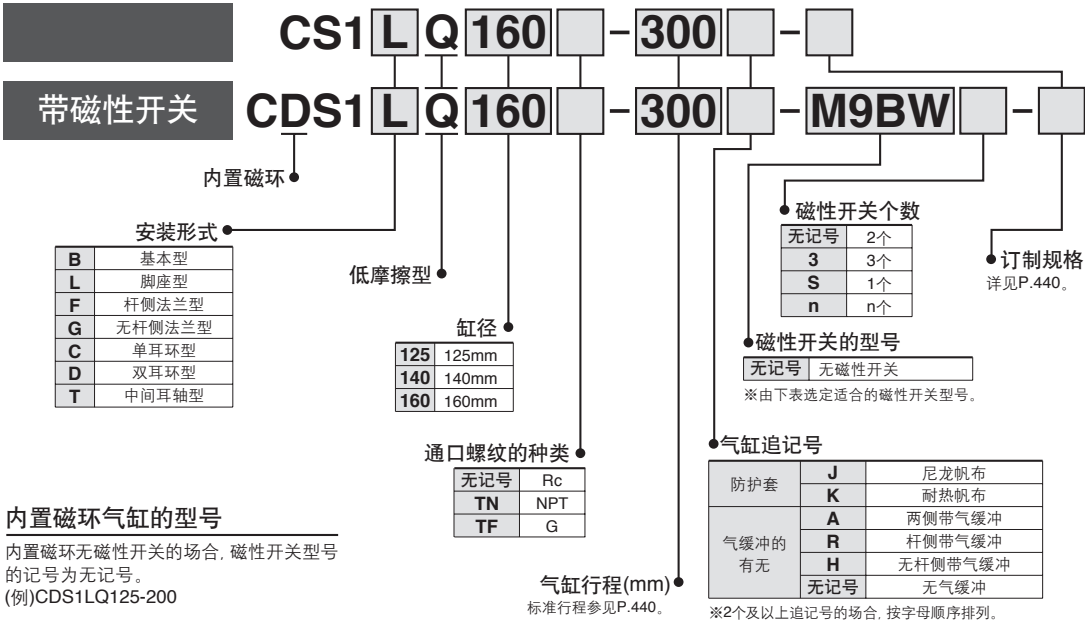 CS1 L Q 160 - 300 -
带磁性开关 CDS1 L Q 160 - 300 - M9BW -
内置磁环
安装形式
B 基本型
L 脚座型
F 杆侧法兰型
G 无杆侧法兰型
C 单耳环型
D 双耳环型
T 中间耳轴型
低摩擦型
缸径
125 125mm
140 140mm
160 160mm
通口螺纹的种类
无记号 Rc
TN NPT
TF G
气缸行程(mm)
标准行程参见P.440。
磁性开关个数
无记号 2个
3 3个
S 1个
n n个
订制规格
详见P.440。
磁性开关的型号
无记号 无磁性开关
※由下表选定适合的磁性开关型号。
气缸追记号
防护套 J 尼龙帆布
K 耐热帆布
气缓冲的有无 A 两侧带气缓冲
R 杆侧带气缓冲
H 无杆侧带气缓冲
无记号 无气缓冲
※2个及以上追记号的场合, 按字母顺序排列。
内置磁环气缸的型号
内置磁环无磁性开关的场合, 磁性开关型号
的记号为无记号。
(例)CDS1LQ125-200